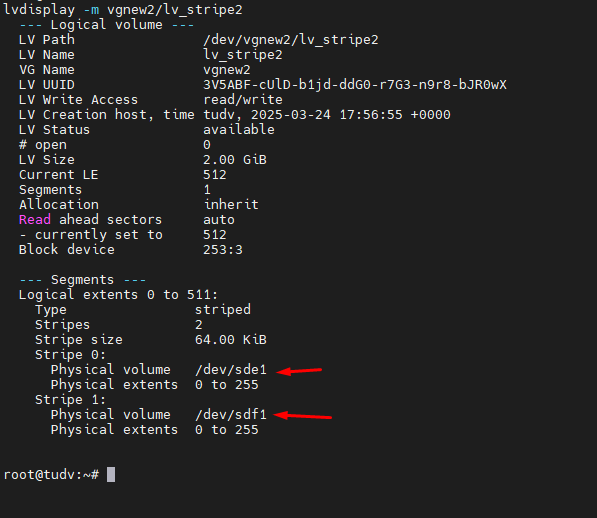 lvdisplay -m vgnew2/lv_stripe2
--- Logical volume ---
LV Path /dev/vgnew2/lv_stripe2
LV Name lv_stripe2
VG Name vgnew2
LV UUID 3V5ABF-cUlD-b1jd-ddG0-r7G3-n9r8-bJR0wX
LV Write Access read/write
LV Creation host, time tudv, 2025-03-24 17:56:55 +0000
LV Status available
# open 0
LV Size 2.00 GiB
Current LE 512
Segments 1
Allocation inherit
Read ahead sectors auto
- currently set to 512
Block device 253:3
--- Segments ---
Logical extents 0 to 511:
Type striped
Stripes 2
Stripe size 64.00 KiB
Stripe 0:
Physical volume /dev/sde1
Physical extents 0 to 255
Stripe 1:
Physical volume /dev/sdf1
Physical extents 0 to 255
root@tudv:~#